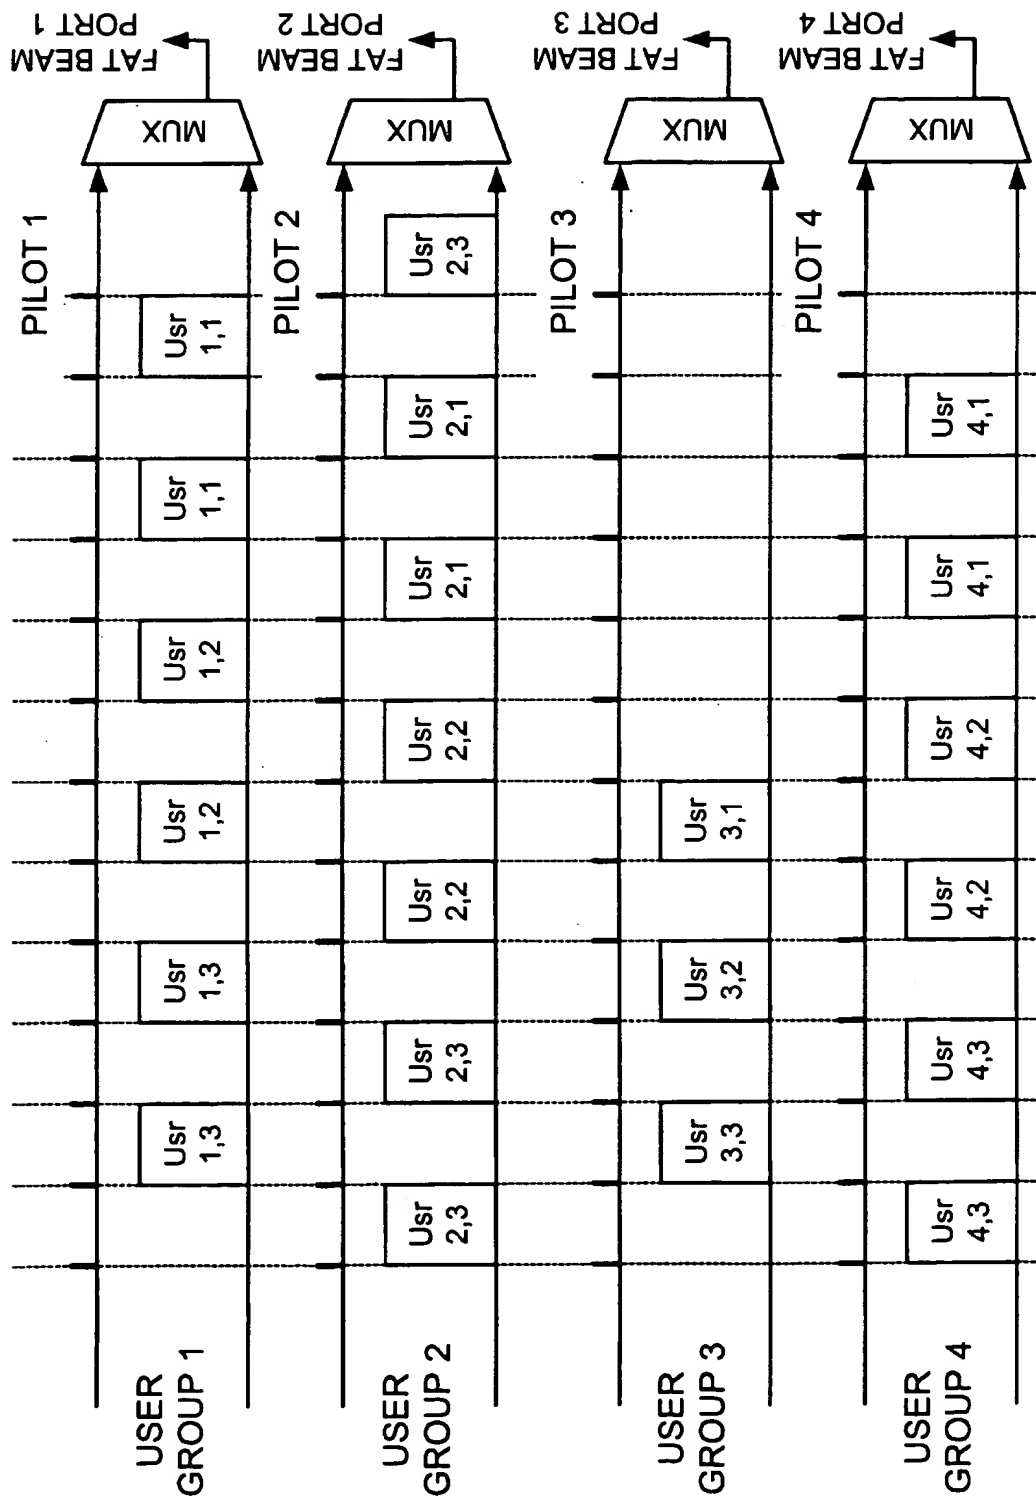 PILOT 1
USER
GROUP 1
Usr
1,3
Usr
1,3
Usr
1,2
Usr
1,2
Usr
1,1
Usr
1,1
MUX
FAT BEAM
PORT 1
PILOT 2
USER
GROUP 2
Usr
2,3
Usr
2,3
Usr
2,2
Usr
2,2
Usr
2,1
Usr
2,1
Usr
2,3
MUX
FAT BEAM
PORT 2
PILOT 3
USER
GROUP 3
Usr
3,3
Usr
3,2
Usr
3,1
MUX
FAT BEAM
PORT 3
PILOT 4
USER
GROUP 4
Usr
4,3
Usr
4,3
Usr
4,2
Usr
4,2
Usr
4,1
Usr
4,1
MUX
FAT BEAM
PORT 4